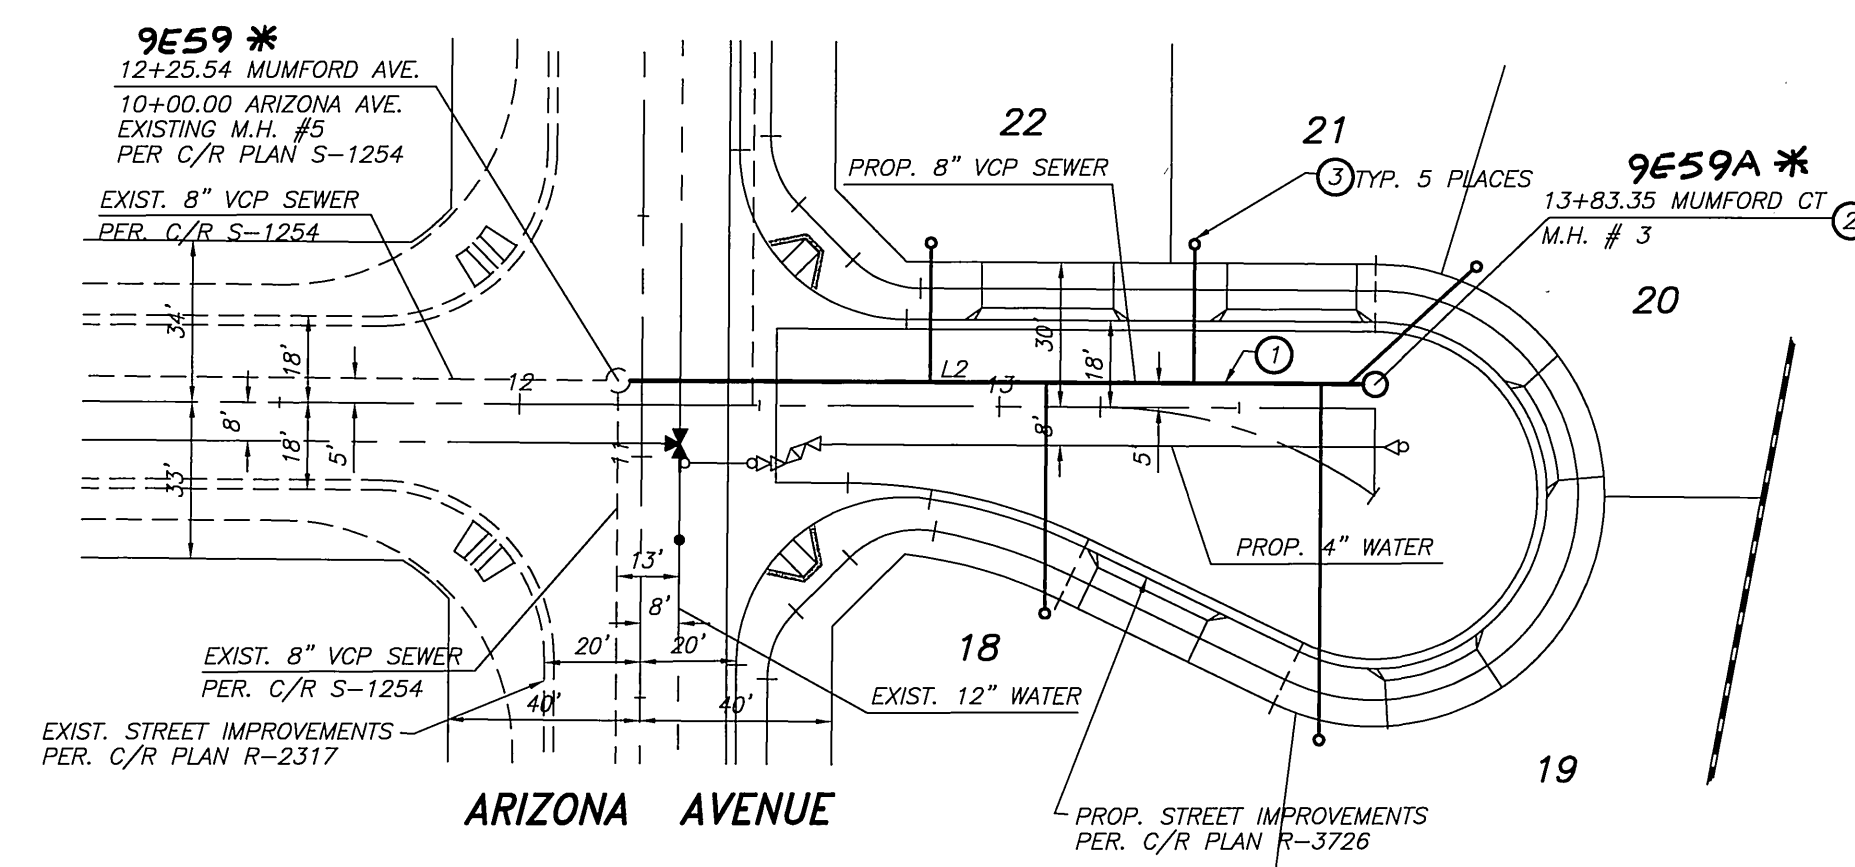 9E59 *
12+25.54 MUMFORD AVE.
10+00.00 ARIZONA AVE.
EXISTING M.H. #5
PER C/R PLAN S-1254
EXIST. 8" VCP SEWER
PER. C/R S-1254
22
PROP. 8" VCP SEWER
21
3 TYP. 5 PLACES
9E59A *
13+83.35 MUMFORD CT
2
M.H. # 3
20
34'
18'
30'
18'
1
12
L2
13
8'
18'
5'
33'
11
8'
5'
13'
8'
PROP. 4" WATER
20'
20'
18
EXIST. 8" VCP SEWER
PER. C/R S-1254
40'
40'
EXIST. 12" WATER
EXIST. STREET IMPROVEMENTS
PER. C/R PLAN R-2317
19
ARIZONA AVENUE
PROP. STREET IMPROVEMENTS
PER. C/R PLAN R-3726